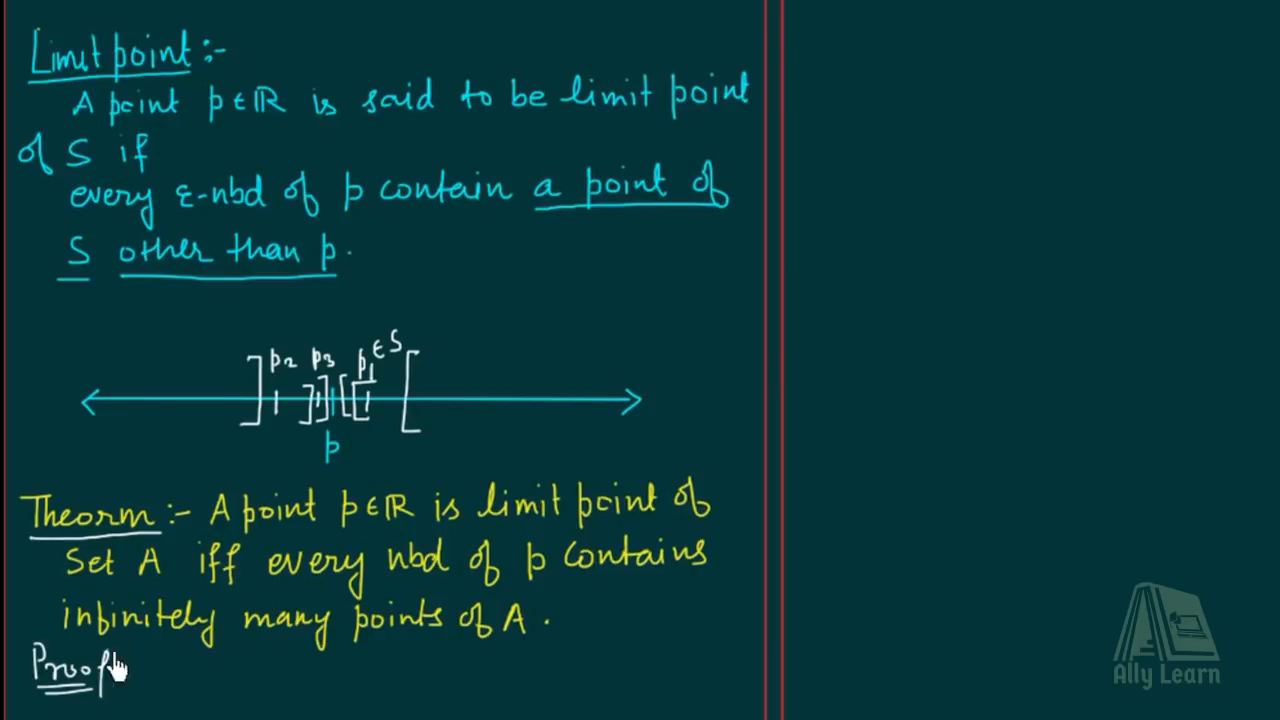 Limit point :-
A point p∈ℝ is said to be limit point
of S if
every ε-nbd of p contain a point of
S other than p.
p₂ p₃ p₁ ∈ S
p
Theorm :- A point p∈ℝ is limit point of
Set A iff every nbd of p contains
infinitely many points of A.
Proof
Ally Learn